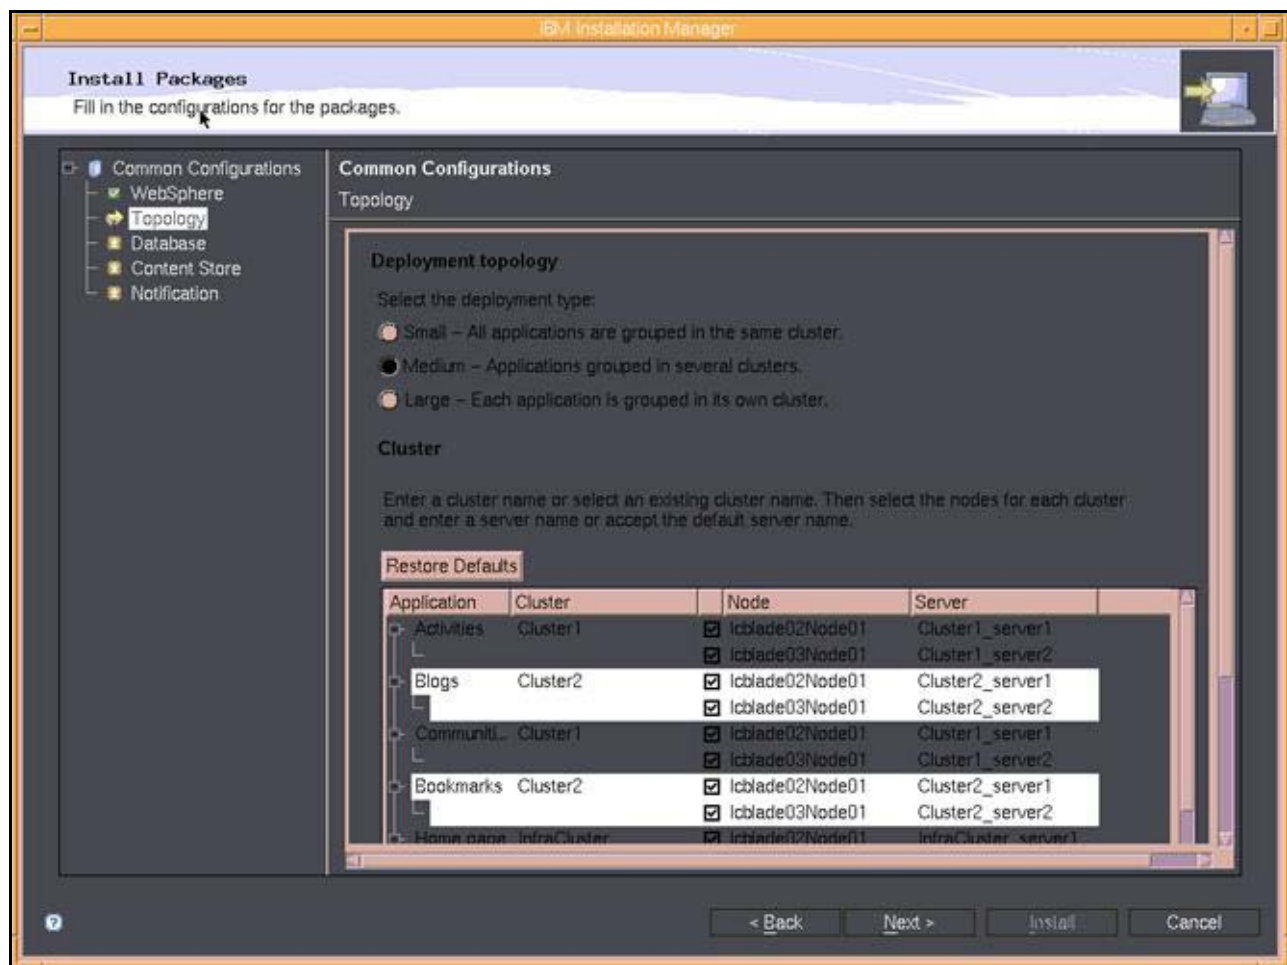 IBM Installation Manager
Install Packages
Fill in the configurations for the packages.
Common Configurations
WebSphere
Topology
Database
Content Store
Notification
Common Configurations
Topology
Deployment topology
Select the deployment type:
Small – All applications are grouped in the same cluster.
Medium – Applications grouped in several clusters.
Large – Each application is grouped in its own cluster.
Cluster
Enter a cluster name or select an existing cluster name. Then select the nodes for each cluster
and enter a server name or accept the default server name.
Restore Defaults
Application Cluster Node Server
Activities Cluster1 lcblade02Node01 Cluster1_server1
lcblade03Node01 Cluster1_server2
Blogs Cluster2 lcblade02Node01 Cluster2_server1
lcblade03Node01 Cluster2_server2
Communiti... Cluster1 lcblade02Node01 Cluster1_server1
lcblade03Node01 Cluster1_server2
Bookmarks Cluster2 lcblade02Node01 Cluster2_server1
lcblade03Node01 Cluster2_server2
Home page InfraCluster lcblade02Node01 InfraCluster_server1
< Back Next > Install Cancel